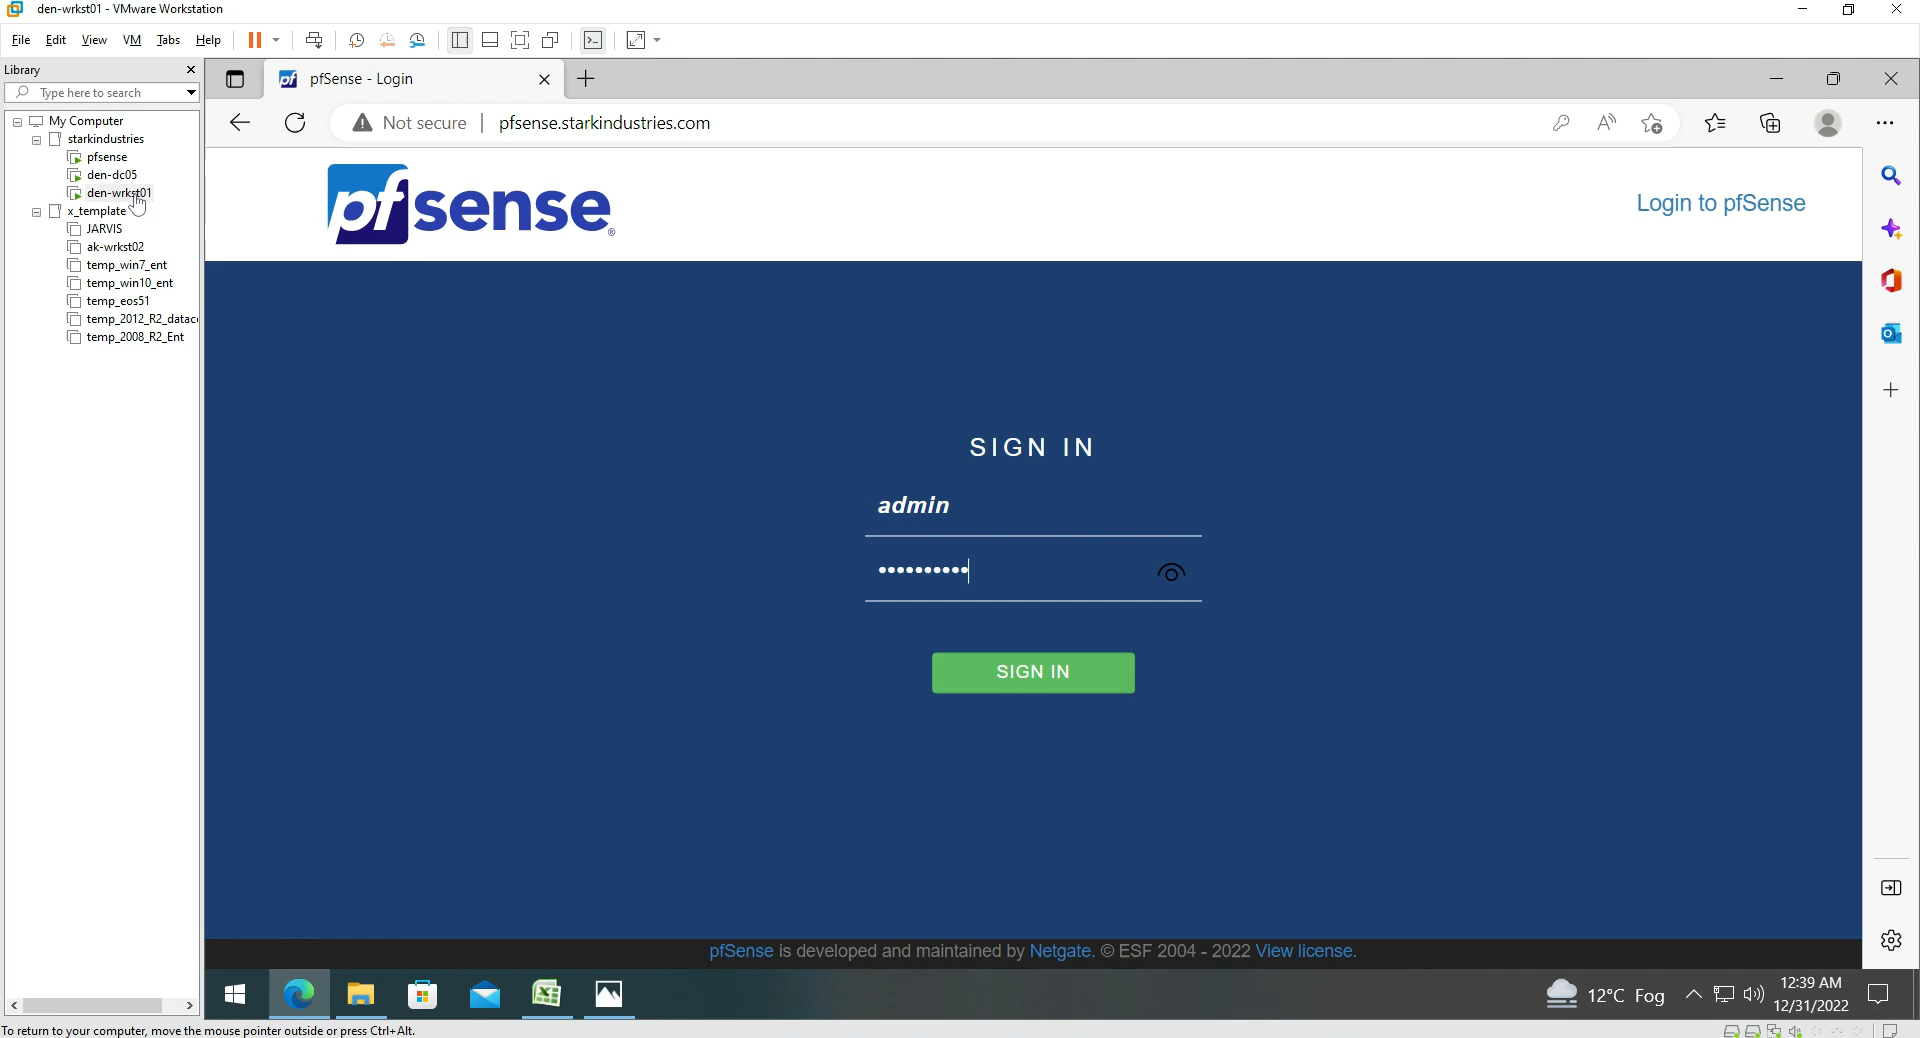 den-wrkst01 - VMware Workstation
File Edit View VM Tabs Help
Library
Type here to search
My Computer
starkindustries
pfsense
den-dc05
den-wrkst01
x_template
JARVIS
ak-wrkst02
temp_win7_ent
temp_win10_ent
temp_eos51
temp_2012_R2_datac
temp_2008_R2_Ent
pfSense - Login
Not secure pfsense.starkindustries.com
pfsense®
Login to pfSense
SIGN IN
admin
••••••••••
SIGN IN
pfSense is developed and maintained by Netgate. © ESF 2004 - 2022 View license.
12°C Fog
12:39 AM
12/31/2022
To return to your computer, move the mouse pointer outside or press Ctrl+Alt.